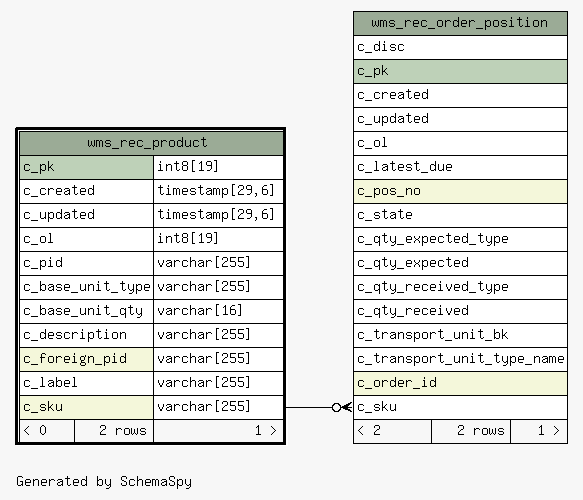 wms_rec_order_position
c_disc
c_pk
c_created
c_updated
c_ol
c_latest_due
c_pos_no
c_state
c_qty_expected_type
c_qty_expected
c_qty_received_type
c_qty_received
c_transport_unit_bk
c_transport_unit_type_name
c_order_id
c_sku
< 2 2 rows 1 >
wms_rec_product
c_pk int8[19]
c_created timestamp[29,6]
c_updated timestamp[29,6]
c_ol int8[19]
c_pid varchar[255]
c_base_unit_type varchar[255]
c_base_unit_qty varchar[16]
c_description varchar[255]
c_foreign_pid varchar[255]
c_label varchar[255]
c_sku varchar[255]
< 0 2 rows 1 >
Generated by SchemaSpy